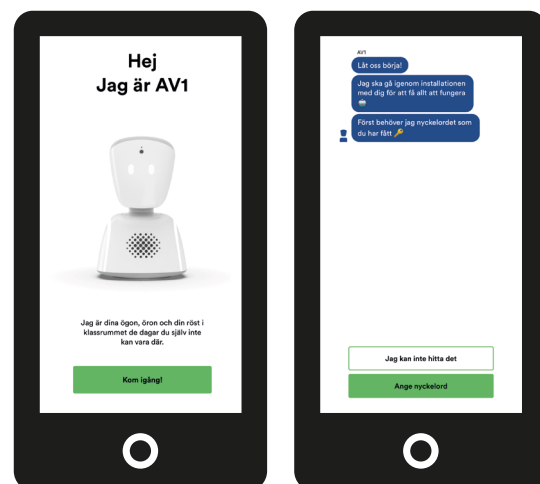 Hej
Jag är AV1
Jag är dina ögon, öron och din röst i
klassrummet de dagar du själv inte
kan vara där.
Kom igång!
AV1
Låt oss börja!
Jag ska gå igenom installationen
med dig för att få allt att fungera
Först behöver jag nyckelordet som
du har fått 🔑
Jag kan inte hitta det
Ange nyckelord